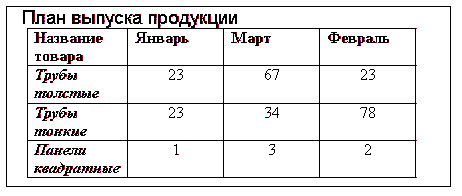 План выпуска продукции
Название товара Январь Март Февраль
Трубы толстые 23 67 23
Трубы тонкие 23 34 78
Панели квадратные 1 3 2